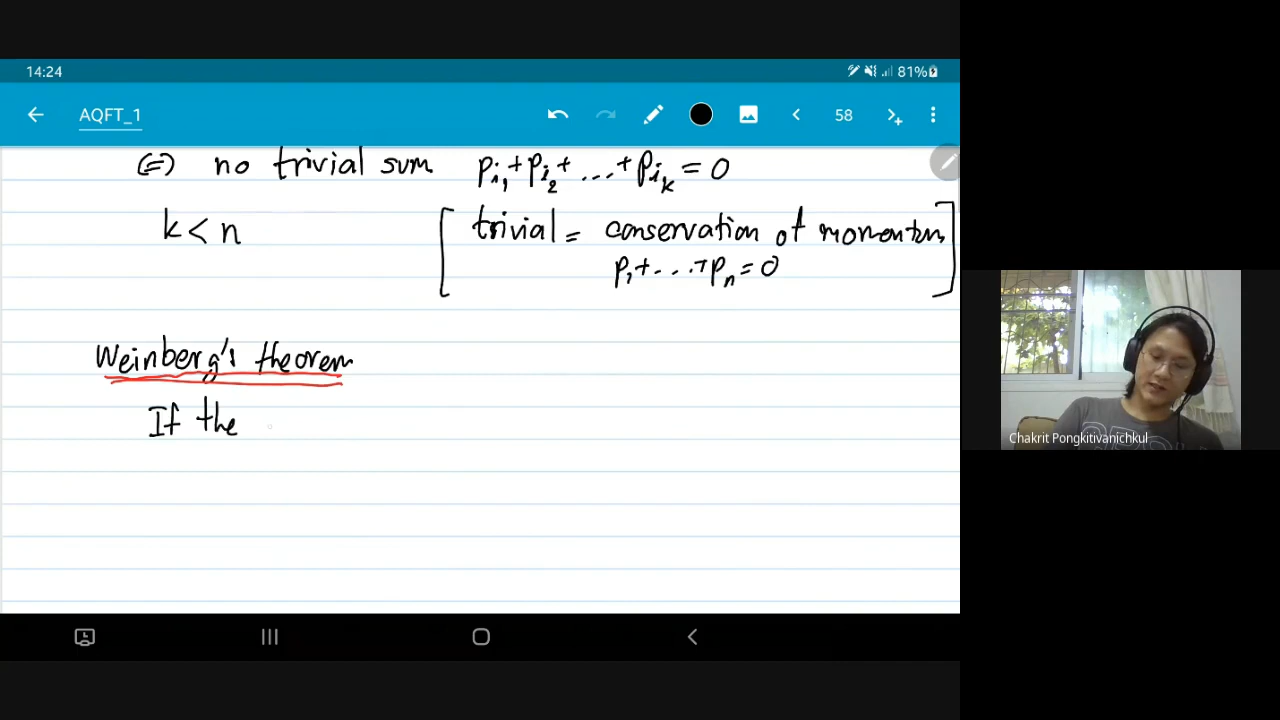 14:24
81%
AQFT_1
58
(⇔) no trivial sum p_{i_1} + p_{i_2} + ... + p_{i_k} = 0
k < n [ trivial = conservation of momentum
p_1 + ... + p_n = 0 ]
Weinberg's theorem
If the
Chakrit Pongkitivanichkul